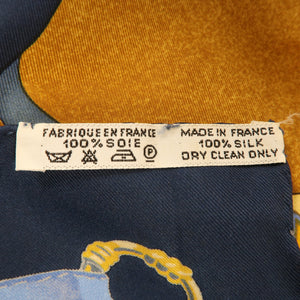 FABRIQUE EN FRANCE
100% SOIE
P
MADE IN FRANCE
100% SILK
DRY CLEAN ONLY